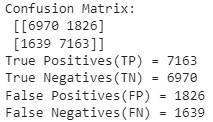 Confusion Matrix:
[[6970 1826]
[1639 7163]]
True Positives(TP) = 7163
True Negatives(TN) = 6970
False Positives(FP) = 1826
False Negatives(FN) = 1639